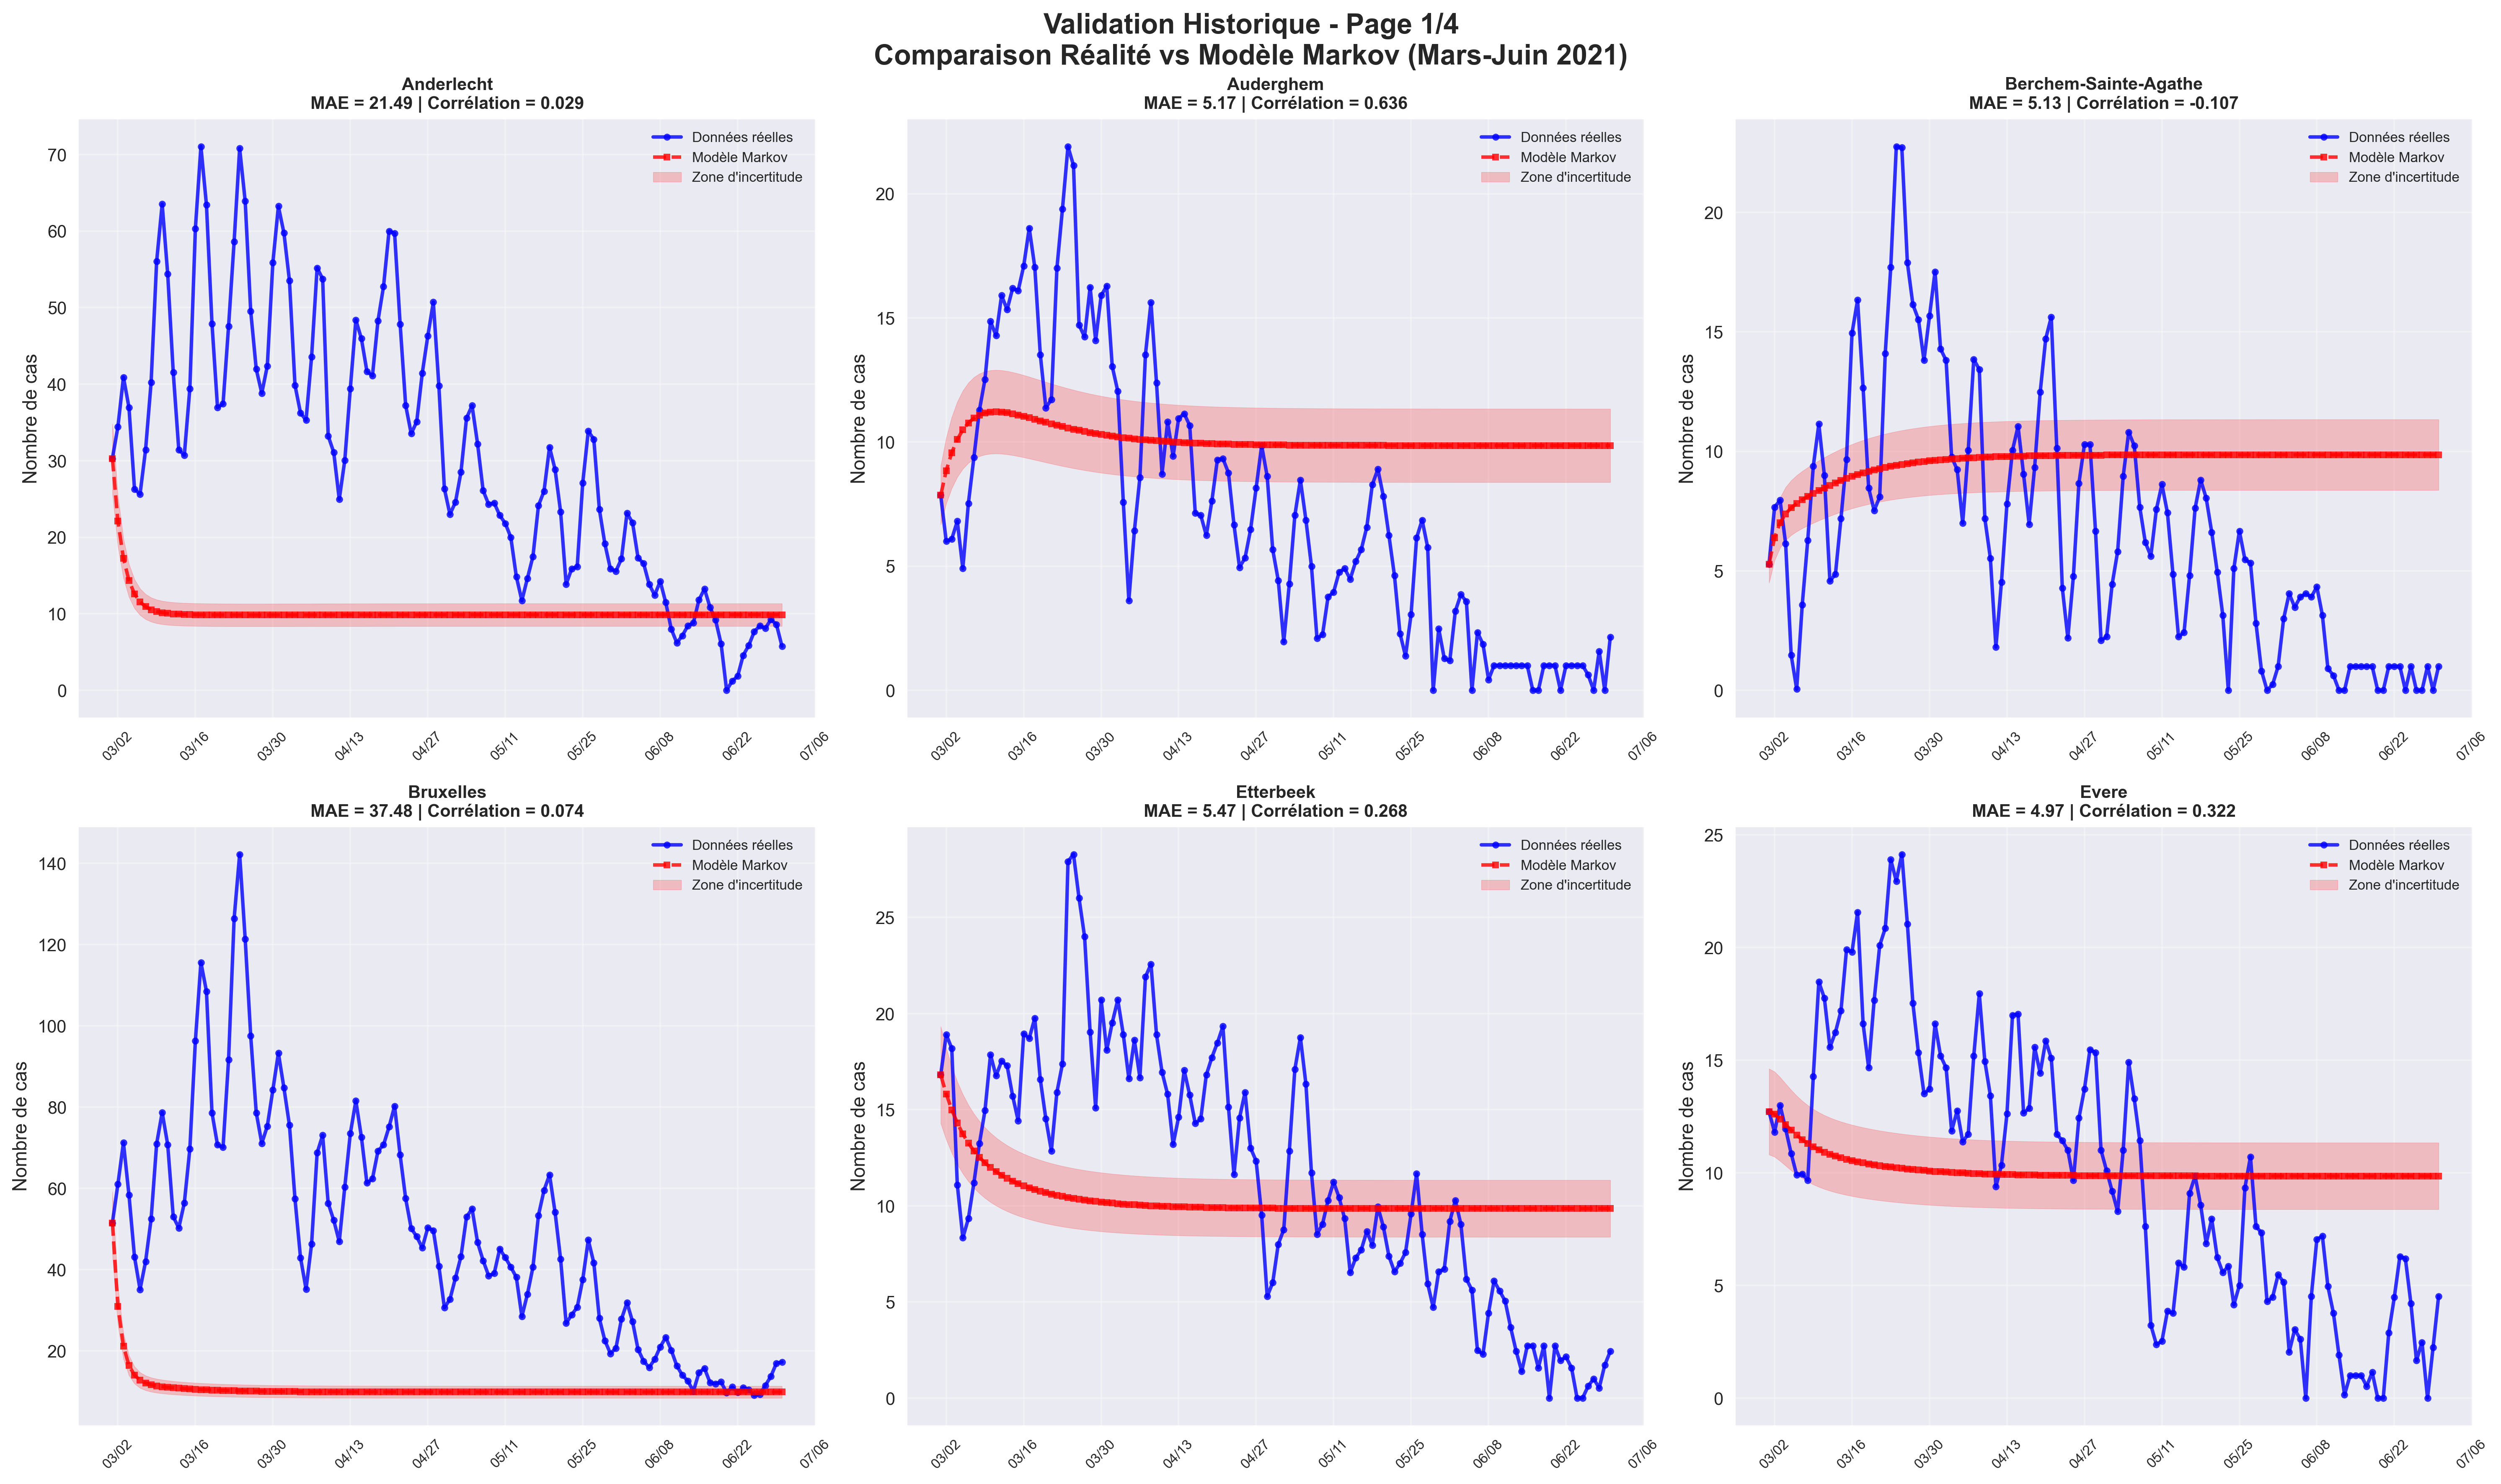 Validation Historique - Page 1/4
Comparaison Réalité vs Modèle Markov (Mars-Juin 2021)
Anderlecht
MAE = 21.49 | Corrélation = 0.029
Données réelles
Modèle Markov
Zone d'incertitude
Nombre de cas
70
60
50
40
30
20
10
0
03/02
03/16
03/30
04/13
04/27
05/11
05/25
06/08
06/22
07/06
Auderghem
MAE = 5.17 | Corrélation = 0.636
Données réelles
Modèle Markov
Zone d'incertitude
Nombre de cas
20
15
10
5
0
03/02
03/16
03/30
04/13
04/27
05/11
05/25
06/08
06/22
07/06
Berchem-Sainte-Agathe
MAE = 5.13 | Corrélation = -0.107
Données réelles
Modèle Markov
Zone d'incertitude
Nombre de cas
20
15
10
5
0
03/02
03/16
03/30
04/13
04/27
05/11
05/25
06/08
06/22
07/06
Bruxelles
MAE = 37.48 | Corrélation = 0.074
Données réelles
Modèle Markov
Zone d'incertitude
Nombre de cas
140
120
100
80
60
40
20
03/02
03/16
03/30
04/13
04/27
05/11
05/25
06/08
06/22
07/06
Etterbeek
MAE = 5.47 | Corrélation = 0.268
Données réelles
Modèle Markov
Zone d'incertitude
Nombre de cas
25
20
15
10
5
0
03/02
03/16
03/30
04/13
04/27
05/11
05/25
06/08
06/22
07/06
Evere
MAE = 4.97 | Corrélation = 0.322
Données réelles
Modèle Markov
Zone d'incertitude
Nombre de cas
25
20
15
10
5
0
03/02
03/16
03/30
04/13
04/27
05/11
05/25
06/08
06/22
07/06